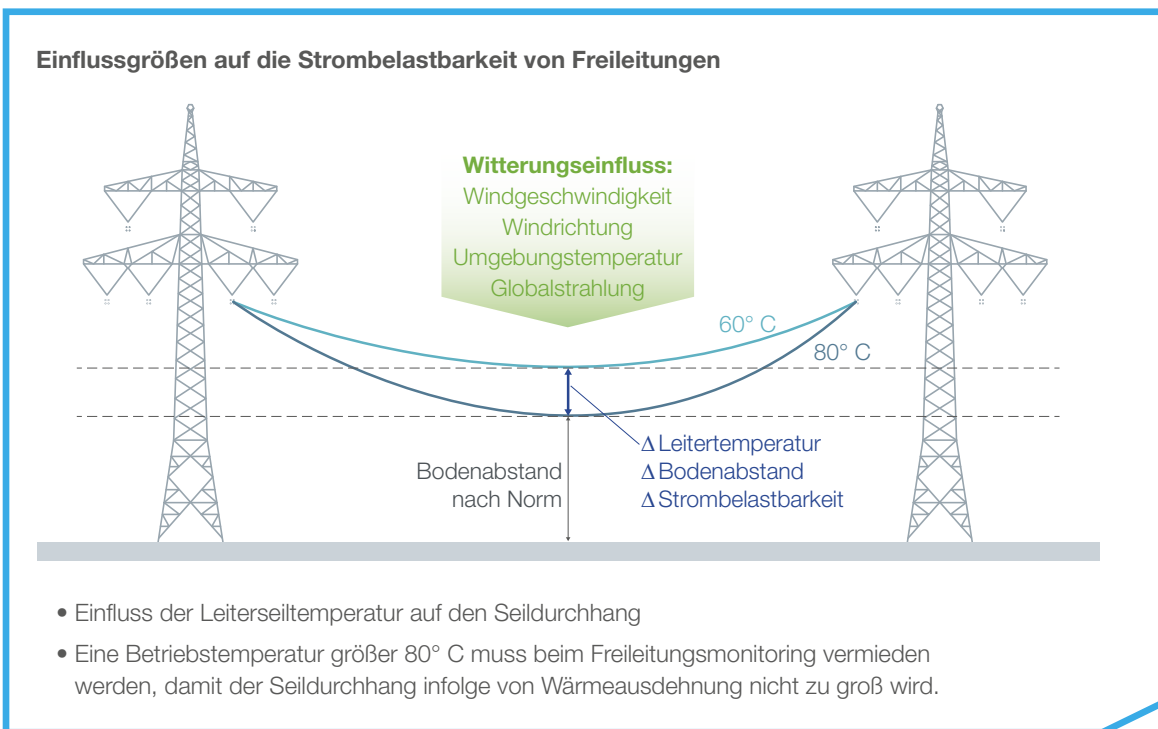 Einflussgrößen auf die Strombelastbarkeit von Freileitungen
Witterungseinfluss:
Windgeschwindigkeit
Windrichtung
Umgebungstemperatur
Globalstrahlung
60° C
80° C
Bodenabstand
nach Norm
Δ Leitertemperatur
Δ Bodenabstand
Δ Strombelastbarkeit
• Einfluss der Leiterseiltemperatur auf den Seildurchhang
• Eine Betriebstemperatur größer 80° C muss beim Freileitungsmonitoring vermieden
werden, damit der Seildurchhang infolge von Wärmeausdehnung nicht zu groß wird.